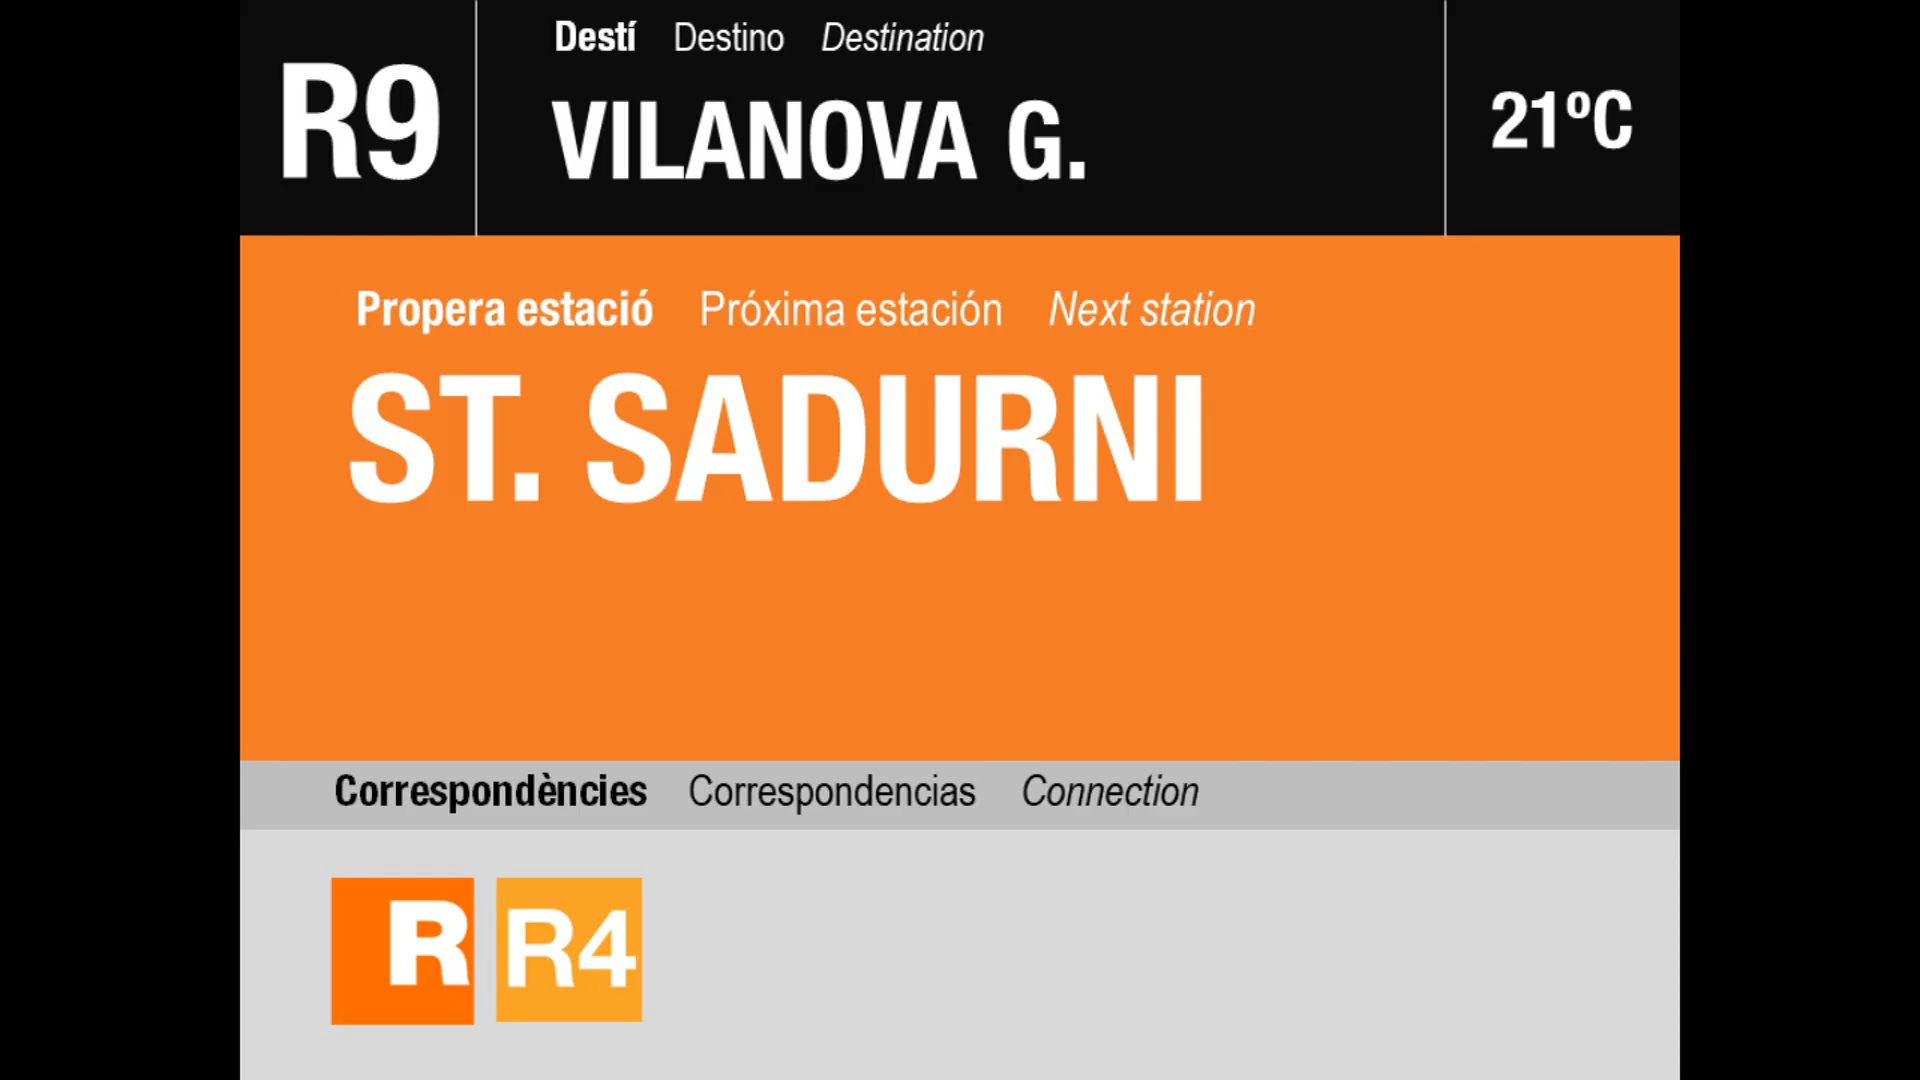 R9
Destí Destino Destination
VILANOVA G.
21ºC
Propera estació Próxima estación Next station
ST. SADURNI
Correspondències Correspondencias Connection
R R4